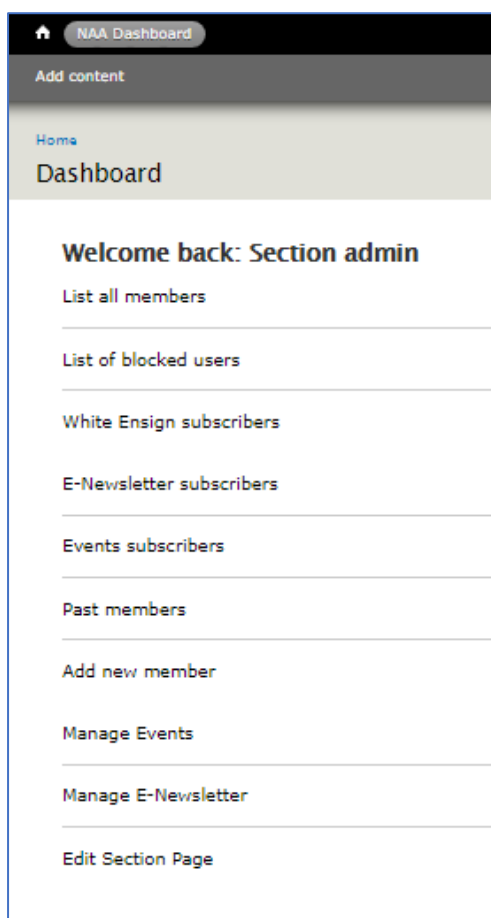 NAA Dashboard
Add content
Home
Dashboard
Welcome back: Section admin
List all members
List of blocked users
White Ensign subscribers
E-Newsletter subscribers
Events subscribers
Past members
Add new member
Manage Events
Manage E-Newsletter
Edit Section Page